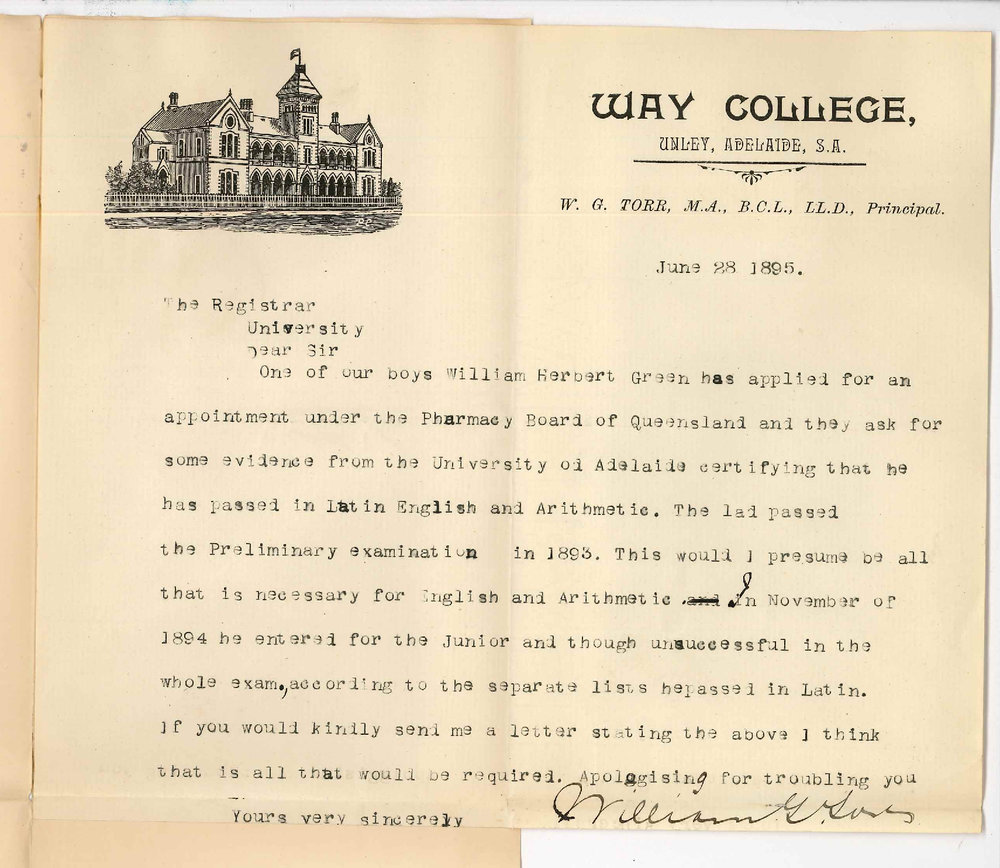 WAY COLLEGE,
UNLEY, ADELAIDE, S.A.
W. G. TORR, M.A., B.C.L., LL.D., Principal.
June 28 1895.
The Registrar
University
Dear Sir
One of our boys William Herbert Green has applied for an
appointment under the Pharmacy Board of Queensland and they ask for
some evidence from the University od Adelaide certifying that he
has passed in Latin English and Arithmetic. The lad passed
the Preliminary examination in 1893. This would I presume be all
that is necessary for English and Arithmetic . and In November of
1894 he entered for the Junior and though unsuccessful in the
whole exam., according to the separate lists hepassed in Latin.
If you would kindly send me a letter stating the above I think
that is all that would be required. Apologising for troubling you
Yours very sincerely
William G. Torr